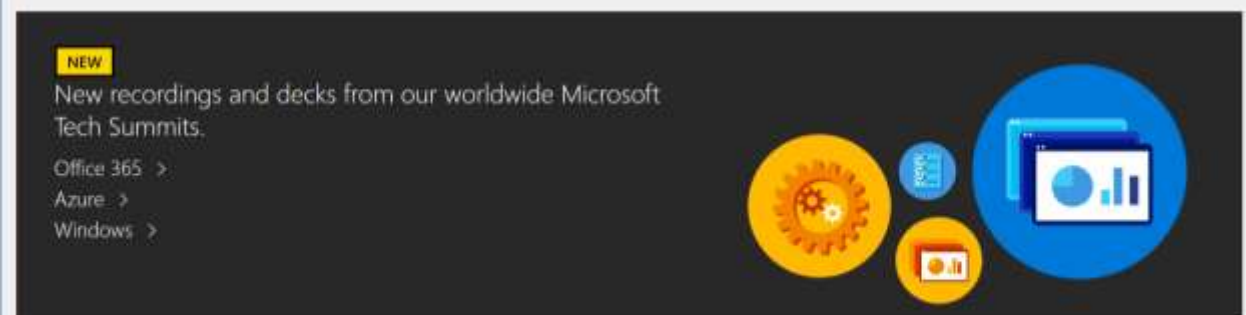 NEW
New recordings and decks from our worldwide Microsoft
Tech Summits.
Office 365 >
Azure >
Windows >